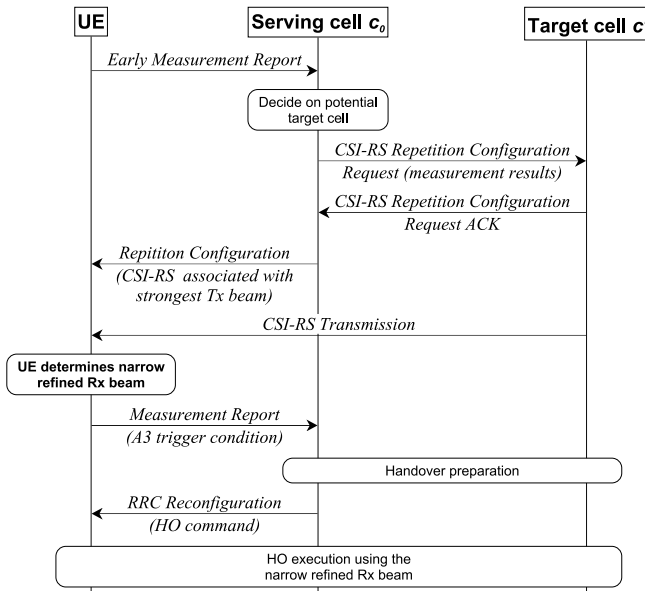 UE
Serving cell c0
Target cell c'
Early Measurement Report
Decide on potential
target cell
CSI-RS Repetition Configuration
Request (measurement results)
CSI-RS Repetition Configuration
Request ACK
Repititon Configuration
(CSI-RS associated with
strongest Tx beam)
CSI-RS Transmission
UE determines narrow
refined Rx beam
Measurement Report
(A3 trigger condition)
Handover preparation
RRC Reconfiguration
(HO command)
HO execution using the
narrow refined Rx beam